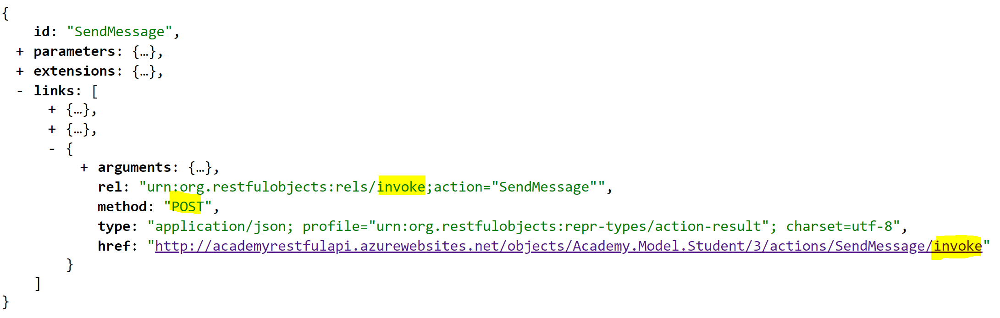 {
id: "SendMessage",
+ parameters: {…},
+ extensions: {…},
- links: [
+ {…},
+ {…},
- {
+ arguments: {…},
rel: "urn:org.restfulobjects:rels/invoke;action="SendMessage"",
method: "POST",
type: "application/json; profile="urn:org.restfulobjects:repr-types/action-result"; charset=utf-8",
href: "http://academyrestfulapi.azurewebsites.net/objects/Academy.Model.Student/3/actions/SendMessage/invoke"
}
]
}